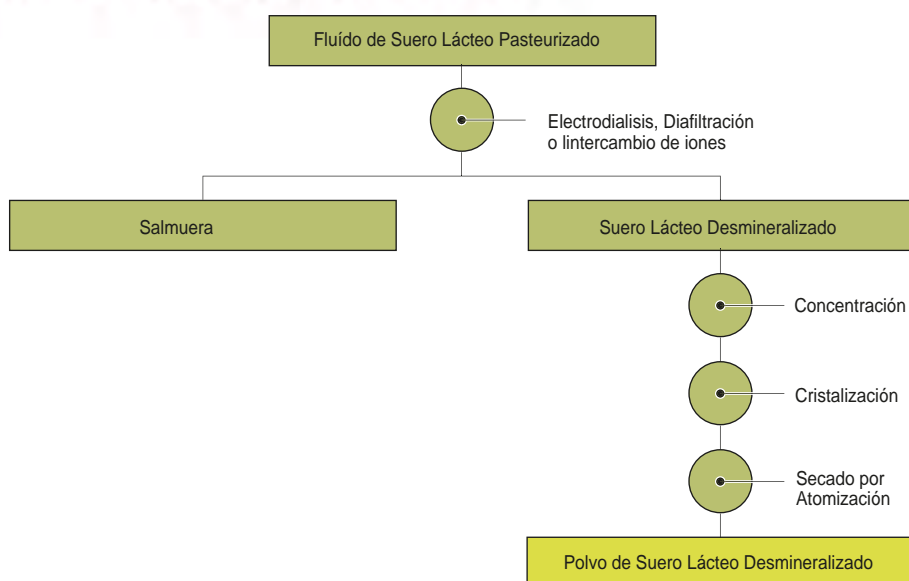 Fluído de Suero Lácteo Pasteurizado
Electrodialisis, Diafiltración
o lintercambio de iones
Salmuera
Suero Lácteo Desmineralizado
Concentración
Cristalización
Secado por
Atomización
Polvo de Suero Lácteo Desmineralizado